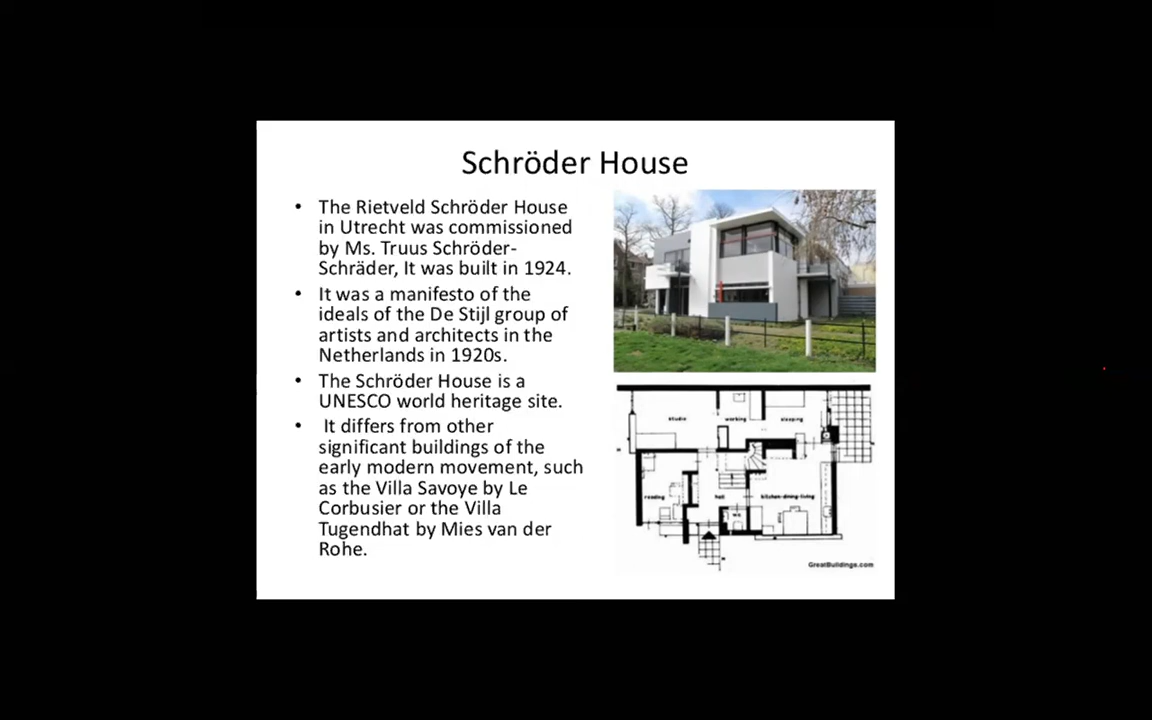 Schröder House
• The Rietveld Schröder House
in Utrecht was commissioned
by Ms. Truus Schröder-
Schräder, It was built in 1924.
• It was a manifesto of the
ideals of the De Stijl group of
artists and architects in the
Netherlands in 1920s.
• The Schröder House is a
UNESCO world heritage site.
• It differs from other
significant buildings of the
early modern movement, such
as the Villa Savoye by Le
Corbusier or the Villa
Tugendhat by Mies van der
Rohe.
studio working sleeping
reading hall kitchen-dining-living
GreatBuildings.com